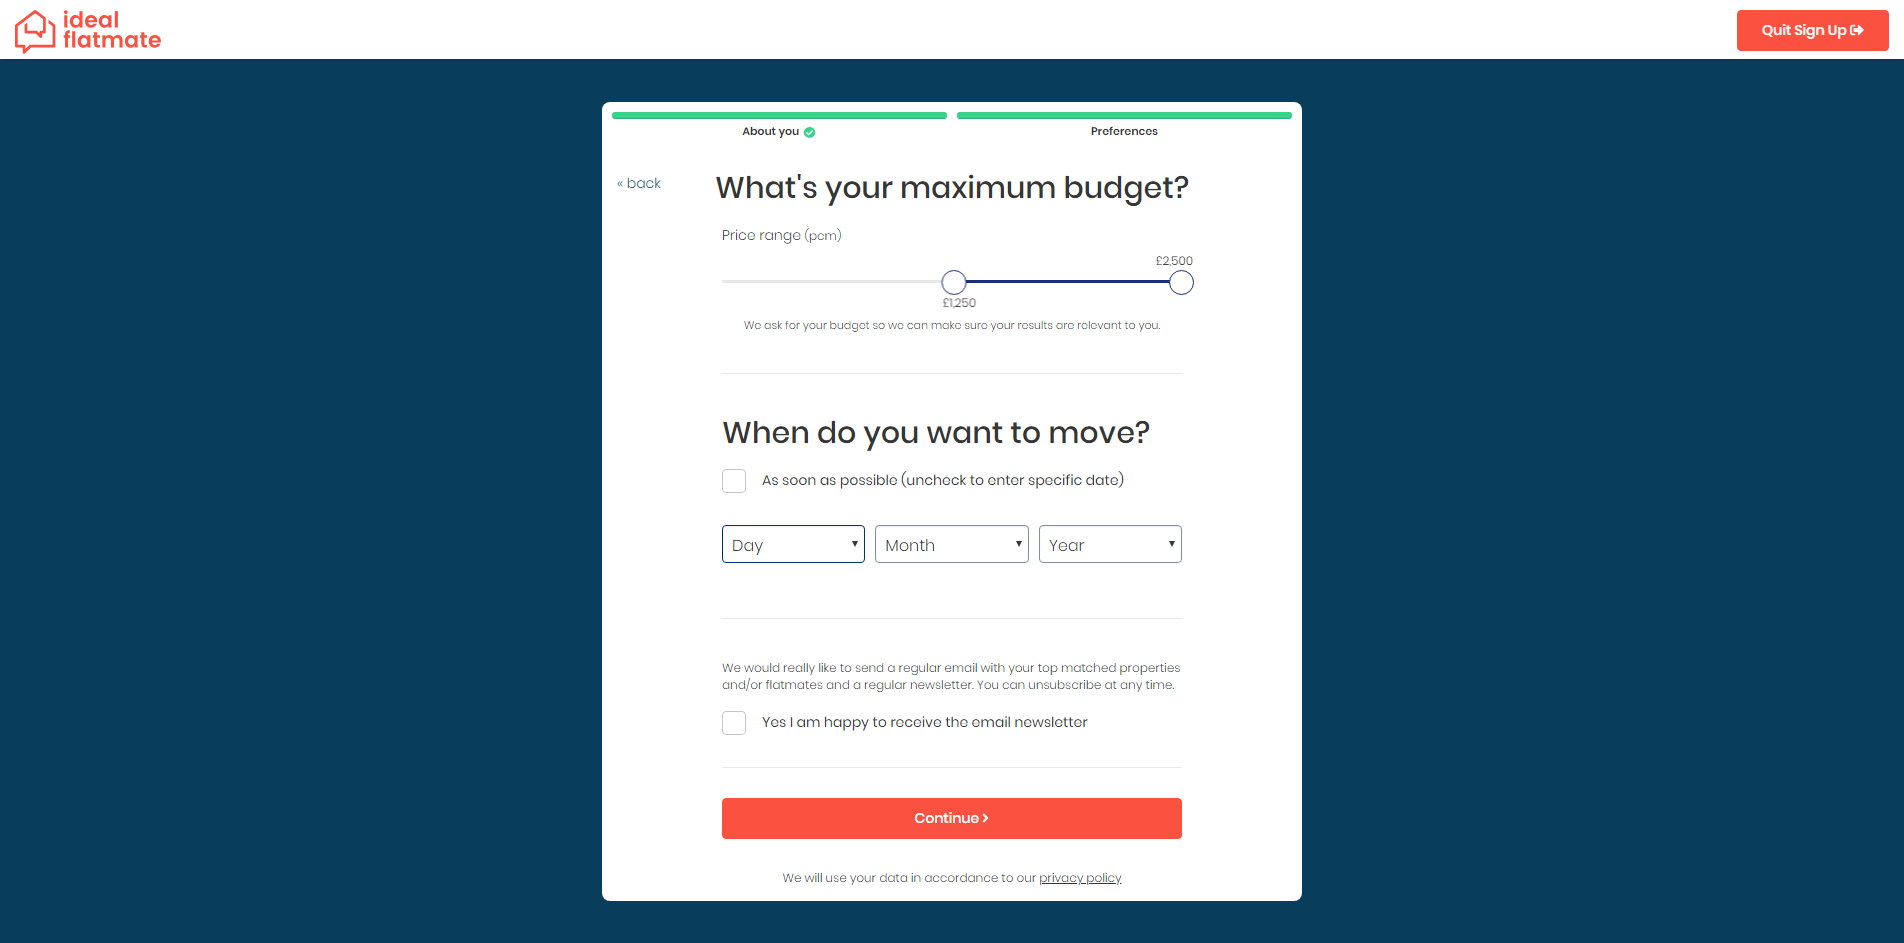 ideal
flatmate
Quit Sign Up
About you
Preferences
« back
What's your maximum budget?
Price range (pcm)
£2,500
£1,250
We ask for your budget so we can make sure your results are relevant to you.
When do you want to move?
As soon as possible (uncheck to enter specific date)
Day
Month
Year
We would really like to send a regular email with your top matched properties
and/or flatmates and a regular newsletter. You can unsubscribe at any time.
Yes I am happy to receive the email newsletter
Continue
We will use your data in accordance to our privacy policy